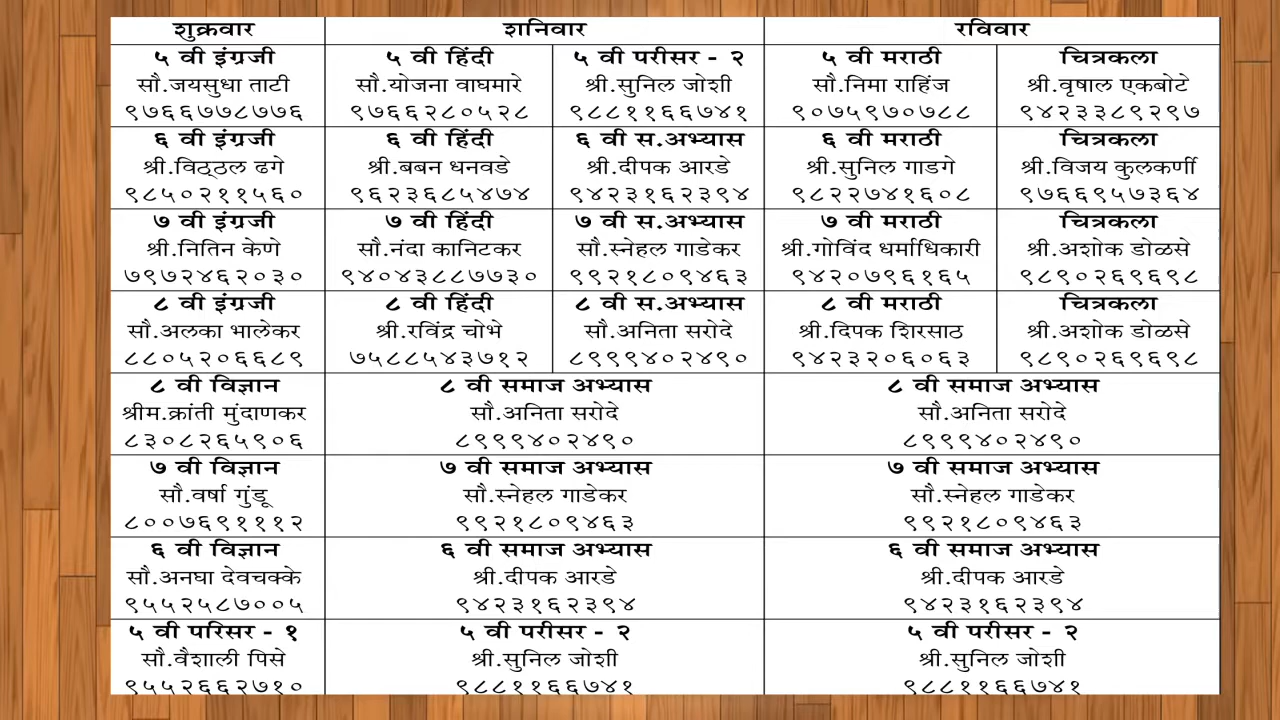 शुक्रवार शनिवार रविवार
५ वी इंग्रजी ५ वी हिंदी ५ वी परीसर - २ ५ वी मराठी चित्रकला
सौ.जयसुधा ताटी सौ.योजना वाघमारे श्री.सुनिल जोशी सौ.निमा राहिंज श्री.वृषाल एकबोटे
९७६६७७८७७६ ९७६६२८०५२८ ९८८११६६७४१ ९०७५९७०७८८ ९४२३३८९२९७
६ वी इंग्रजी ६ वी हिंदी ६ वी स.अभ्यास ६ वी मराठी चित्रकला
श्री.विठ्ठल ढगे श्री.बबन धनवडे श्री.दीपक आरडे श्री.सुनिल गाडगे श्री.विजय कुलकर्णी
९८५०२११५६० ९६२३६८५४७४ ९४२३१६२३९४ ९८२२७४१६०८ ९७६६९५७३६४
७ वी इंग्रजी ७ वी हिंदी ७ वी स.अभ्यास ७ वी मराठी चित्रकला
श्री.नितिन केणे सौ.नंदा कानिटकर सौ.स्नेहल गाडेकर श्री.गोविंद धर्माधिकारी श्री.अशोक डोळसे
७९७२४६२०३० ९४०४३८८७७३० ९९२१८०९४६३ ९४२०७९६१६५ ९८९०२६९६९८
८ वी इंग्रजी ८ वी हिंदी ८ वी स.अभ्यास ८ वी मराठी चित्रकला
सौ.अलका भालेकर श्री.रविंद्र चोभे सौ.अनिता सरोदे श्री.दिपक शिरसाठ श्री.अशोक डोळसे
८८०५२०६६८९ ७५८८५४३७१२ ८९९९४०२४९० ९४२३२०६०६३ ९८९०२६९६९८
८ वी विज्ञान ८ वी समाज अभ्यास ८ वी समाज अभ्यास
श्रीम.क्रांती मुंदाणकर सौ.अनिता सरोदे सौ.अनिता सरोदे
८३०८२६५९०६ ८९९९४०२४९० ८९९९४०२४९०
७ वी विज्ञान ७ वी समाज अभ्यास ७ वी समाज अभ्यास
सौ.वर्षा गुंडू सौ.स्नेहल गाडेकर सौ.स्नेहल गाडेकर
८००७६९१११२ ९९२१८०९४६३ ९९२१८०९४६३
६ वी विज्ञान ६ वी समाज अभ्यास ६ वी समाज अभ्यास
सौ.अनघा देवचक्के श्री.दीपक आरडे श्री.दीपक आरडे
९५५२५८७००५ ९४२३१६२३९४ ९४२३१६२३९४
५ वी परिसर - १ ५ वी परीसर - २ ५ वी परीसर - २
सौ.वैशाली पिसे श्री.सुनिल जोशी श्री.सुनिल जोशी
९५५२६६२७१० ९८८११६६७४१ ९८८११६६७४१